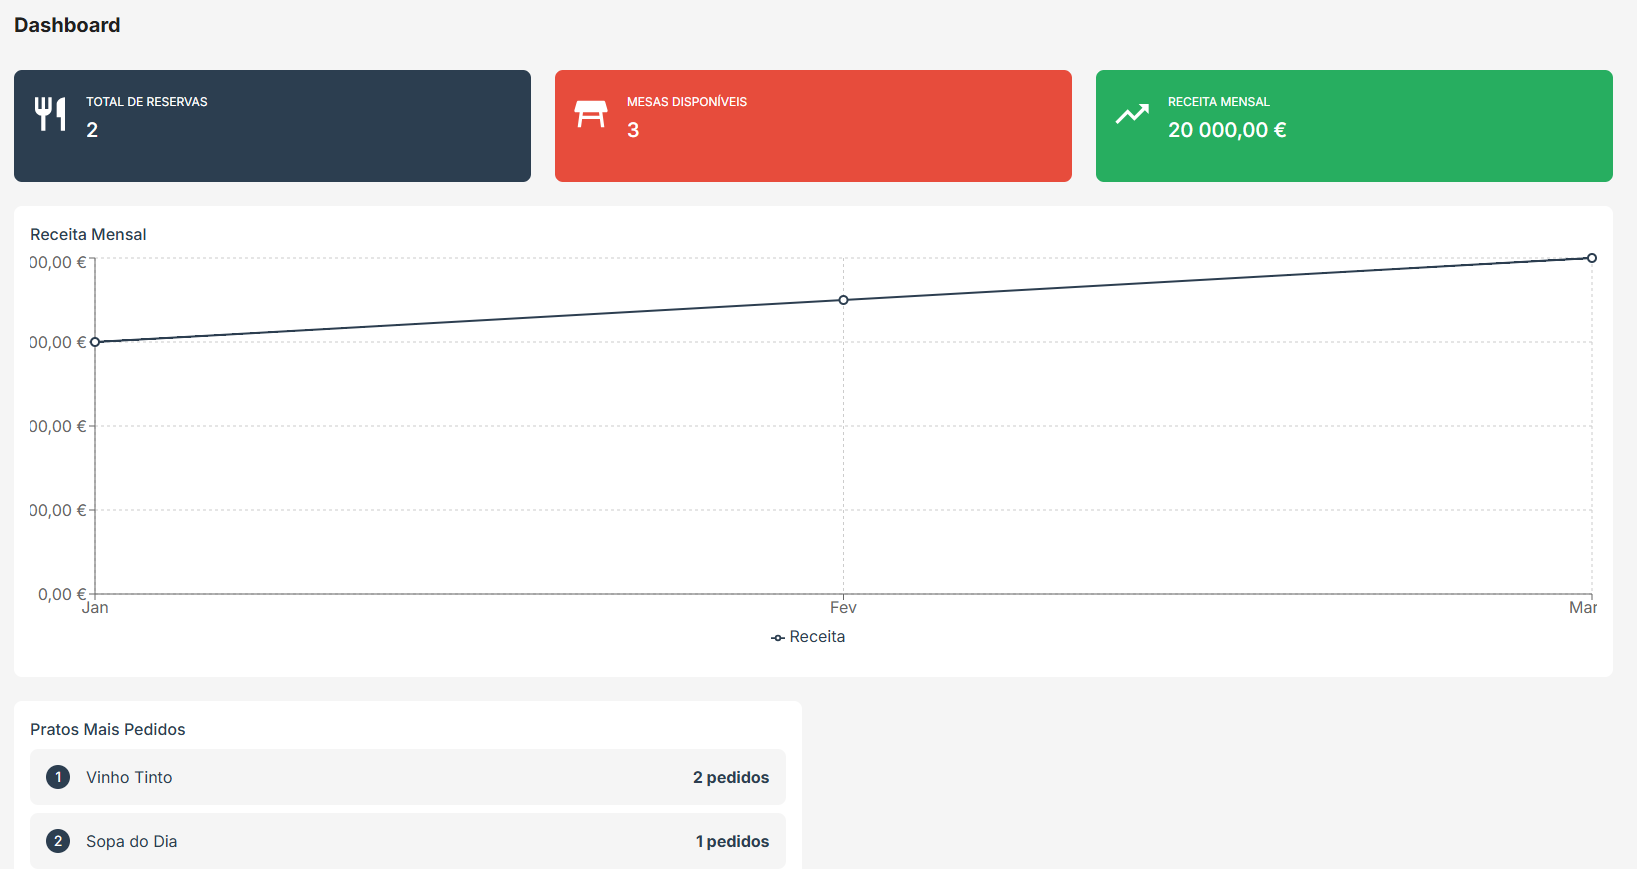 Dashboard
TOTAL DE RESERVAS
2
MESAS DISPONÍVEIS
3
RECEITA MENSAL
20 000,00 €
Receita Mensal
00,00 €
00,00 €
00,00 €
00,00 €
0,00 €
Jan Fev Mar
Receita
Pratos Mais Pedidos
1 Vinho Tinto 2 pedidos
2 Sopa do Dia 1 pedidos